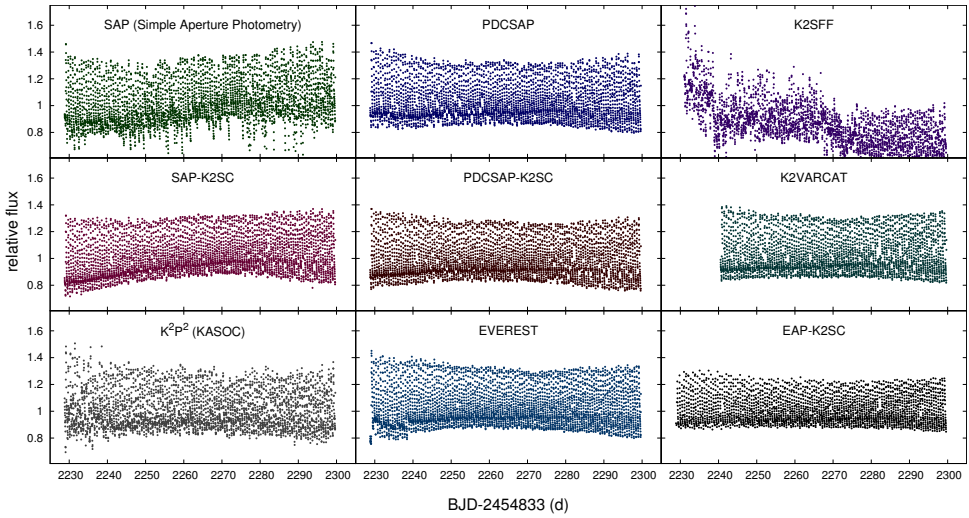 SAP (Simple Aperture Photometry)
PDCSAP
K2SFF
1.6
1.4
1.2
1
0.8
SAP-K2SC
PDCSAP-K2SC
K2VARCAT
1.6
1.4
1.2
1
0.8
relative flux
K²P² (KASOC)
EVEREST
EAP-K2SC
1.6
1.4
1.2
1
0.8
2230 2240 2250 2260 2270 2280 2290
2230 2240 2250 2260 2270 2280 2290
2230 2240 2250 2260 2270 2280 2290 2300
BJD-2454833 (d)